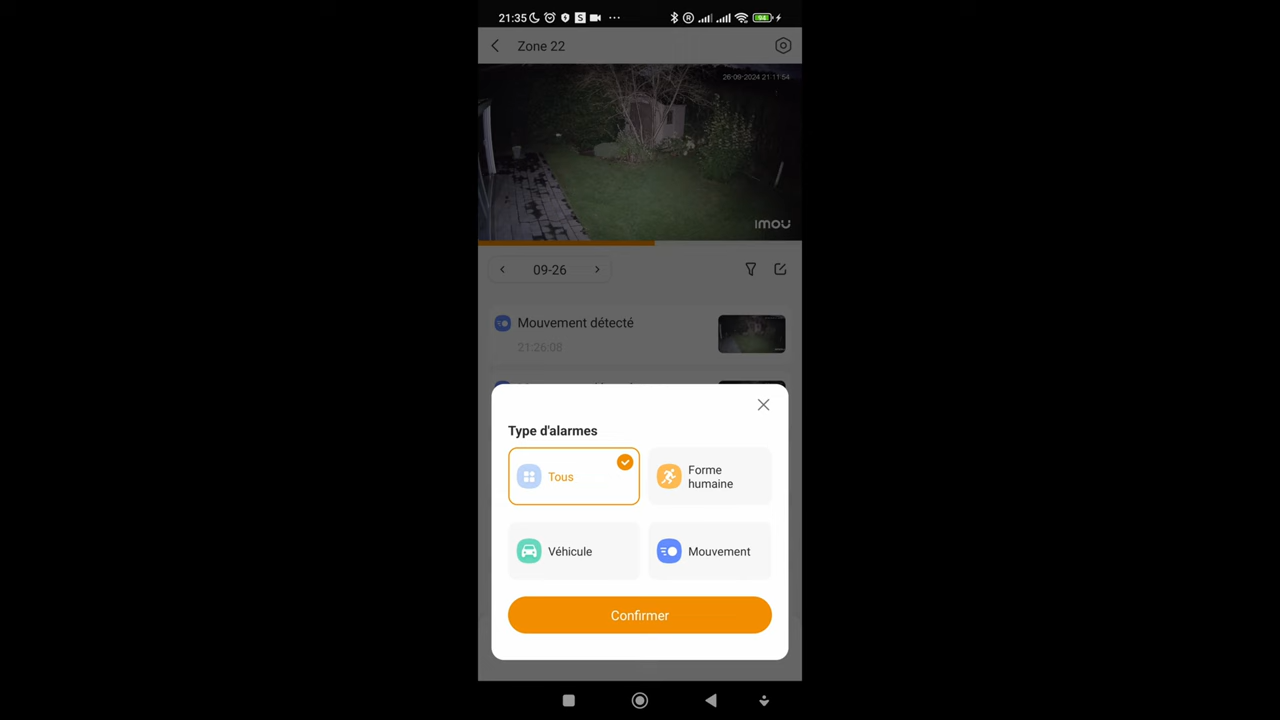 21:35
94
Zone 22
26-09-2024 21:11:54
imou
09-26
Mouvement détecté
21:26:08
Type d'alarmes
Tous
Forme
humaine
Véhicule
Mouvement
Confirmer